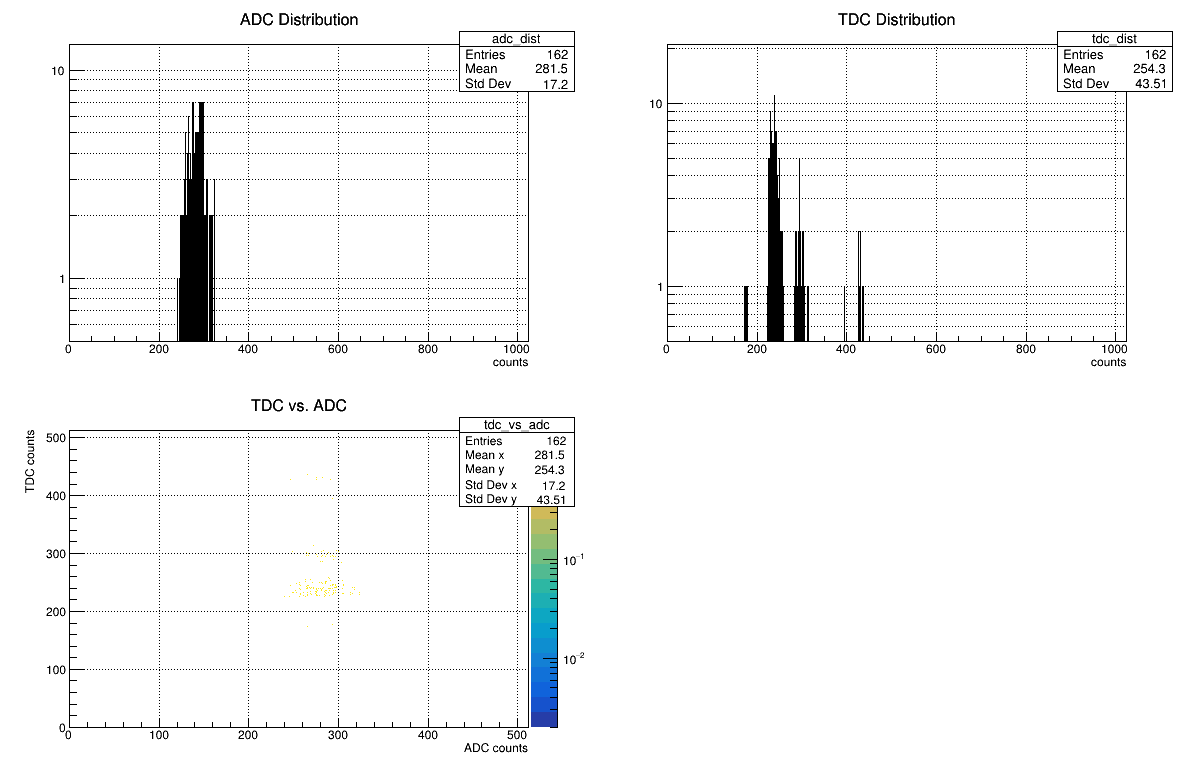 ADC Distribution
adc_dist
Entries 162
Mean 281.5
Std Dev 17.2
10
1
0 200 400 600 800 1000
counts
TDC Distribution
tdc_dist
Entries 162
Mean 254.3
Std Dev 43.51
10
1
0 200 400 600 800 1000
counts
TDC vs. ADC
tdc_vs_adc
Entries 162
Mean x 281.5
Mean y 254.3
Std Dev x 17.2
Std Dev y 43.51
TDC counts
500
400
300
200
100
0
0 100 200 300 400 500
ADC counts
10⁻¹
10⁻²